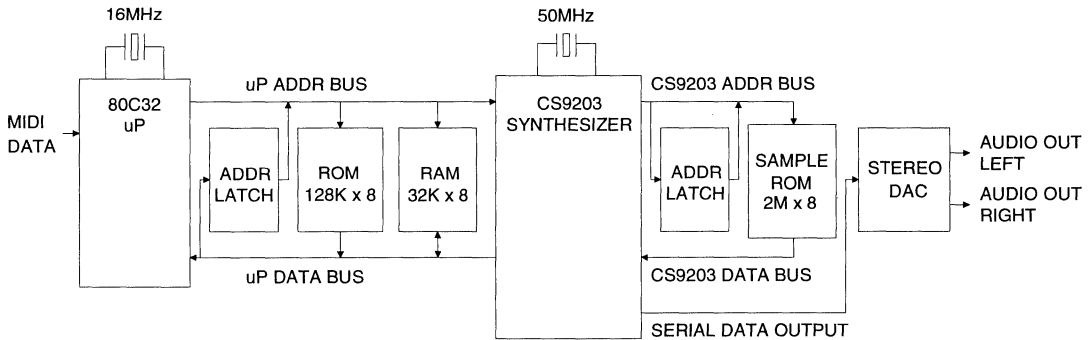 16MHz
50MHz
80C32
uP
MIDI
DATA
uP ADDR BUS
ADDR
LATCH
ROM
128K x 8
RAM
32K x 8
uP DATA BUS
CS9203
SYNTHESIZER
CS9203 ADDR BUS
ADDR
LATCH
SAMPLE
ROM
2M x 8
CS9203 DATA BUS
SERIAL DATA OUTPUT
STEREO
DAC
AUDIO OUT
LEFT
AUDIO OUT
RIGHT